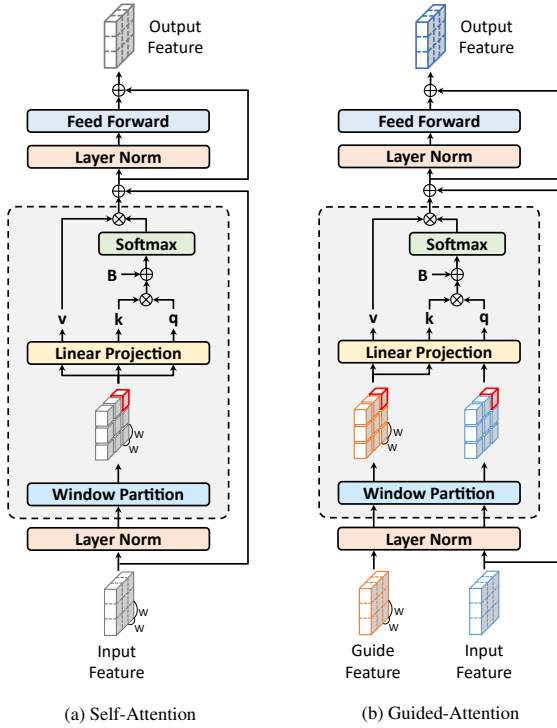 Output
Feature
Feed Forward
Layer Norm
Softmax
B
v
k
q
Linear Projection
w
w
Window Partition
Layer Norm
w
w
Input
Feature
(a) Self-Attention
Output
Feature
Feed Forward
Layer Norm
Softmax
B
v
k
q
Linear Projection
w
w
Window Partition
Layer Norm
w
w
Guide
Feature
Input
Feature
(b) Guided-Attention